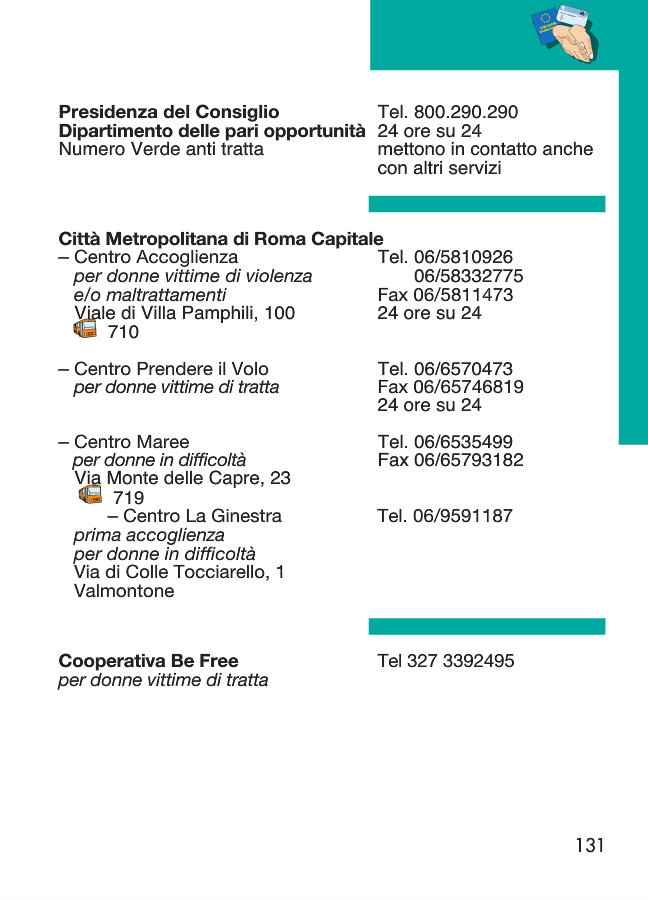 Presidenza del Consiglio Tel. 800.290.290
Dipartimento delle pari opportunità 24 ore su 24
Numero Verde anti tratta mettono in contatto anche
con altri servizi
Città Metropolitana di Roma Capitale
– Centro Accoglienza Tel. 06/5810926
per donne vittime di violenza 06/58332775
e/o maltrattamenti Fax 06/5811473
Viale di Villa Pamphili, 100 24 ore su 24
710
– Centro Prendere il Volo Tel. 06/6570473
per donne vittime di tratta Fax 06/65746819
24 ore su 24
– Centro Maree Tel. 06/6535499
per donne in difficoltà Fax 06/65793182
Via Monte delle Capre, 23
719
– Centro La Ginestra Tel. 06/9591187
prima accoglienza
per donne in difficoltà
Via di Colle Tocciarello, 1
Valmontone
Cooperativa Be Free Tel 327 3392495
per donne vittime di tratta
131